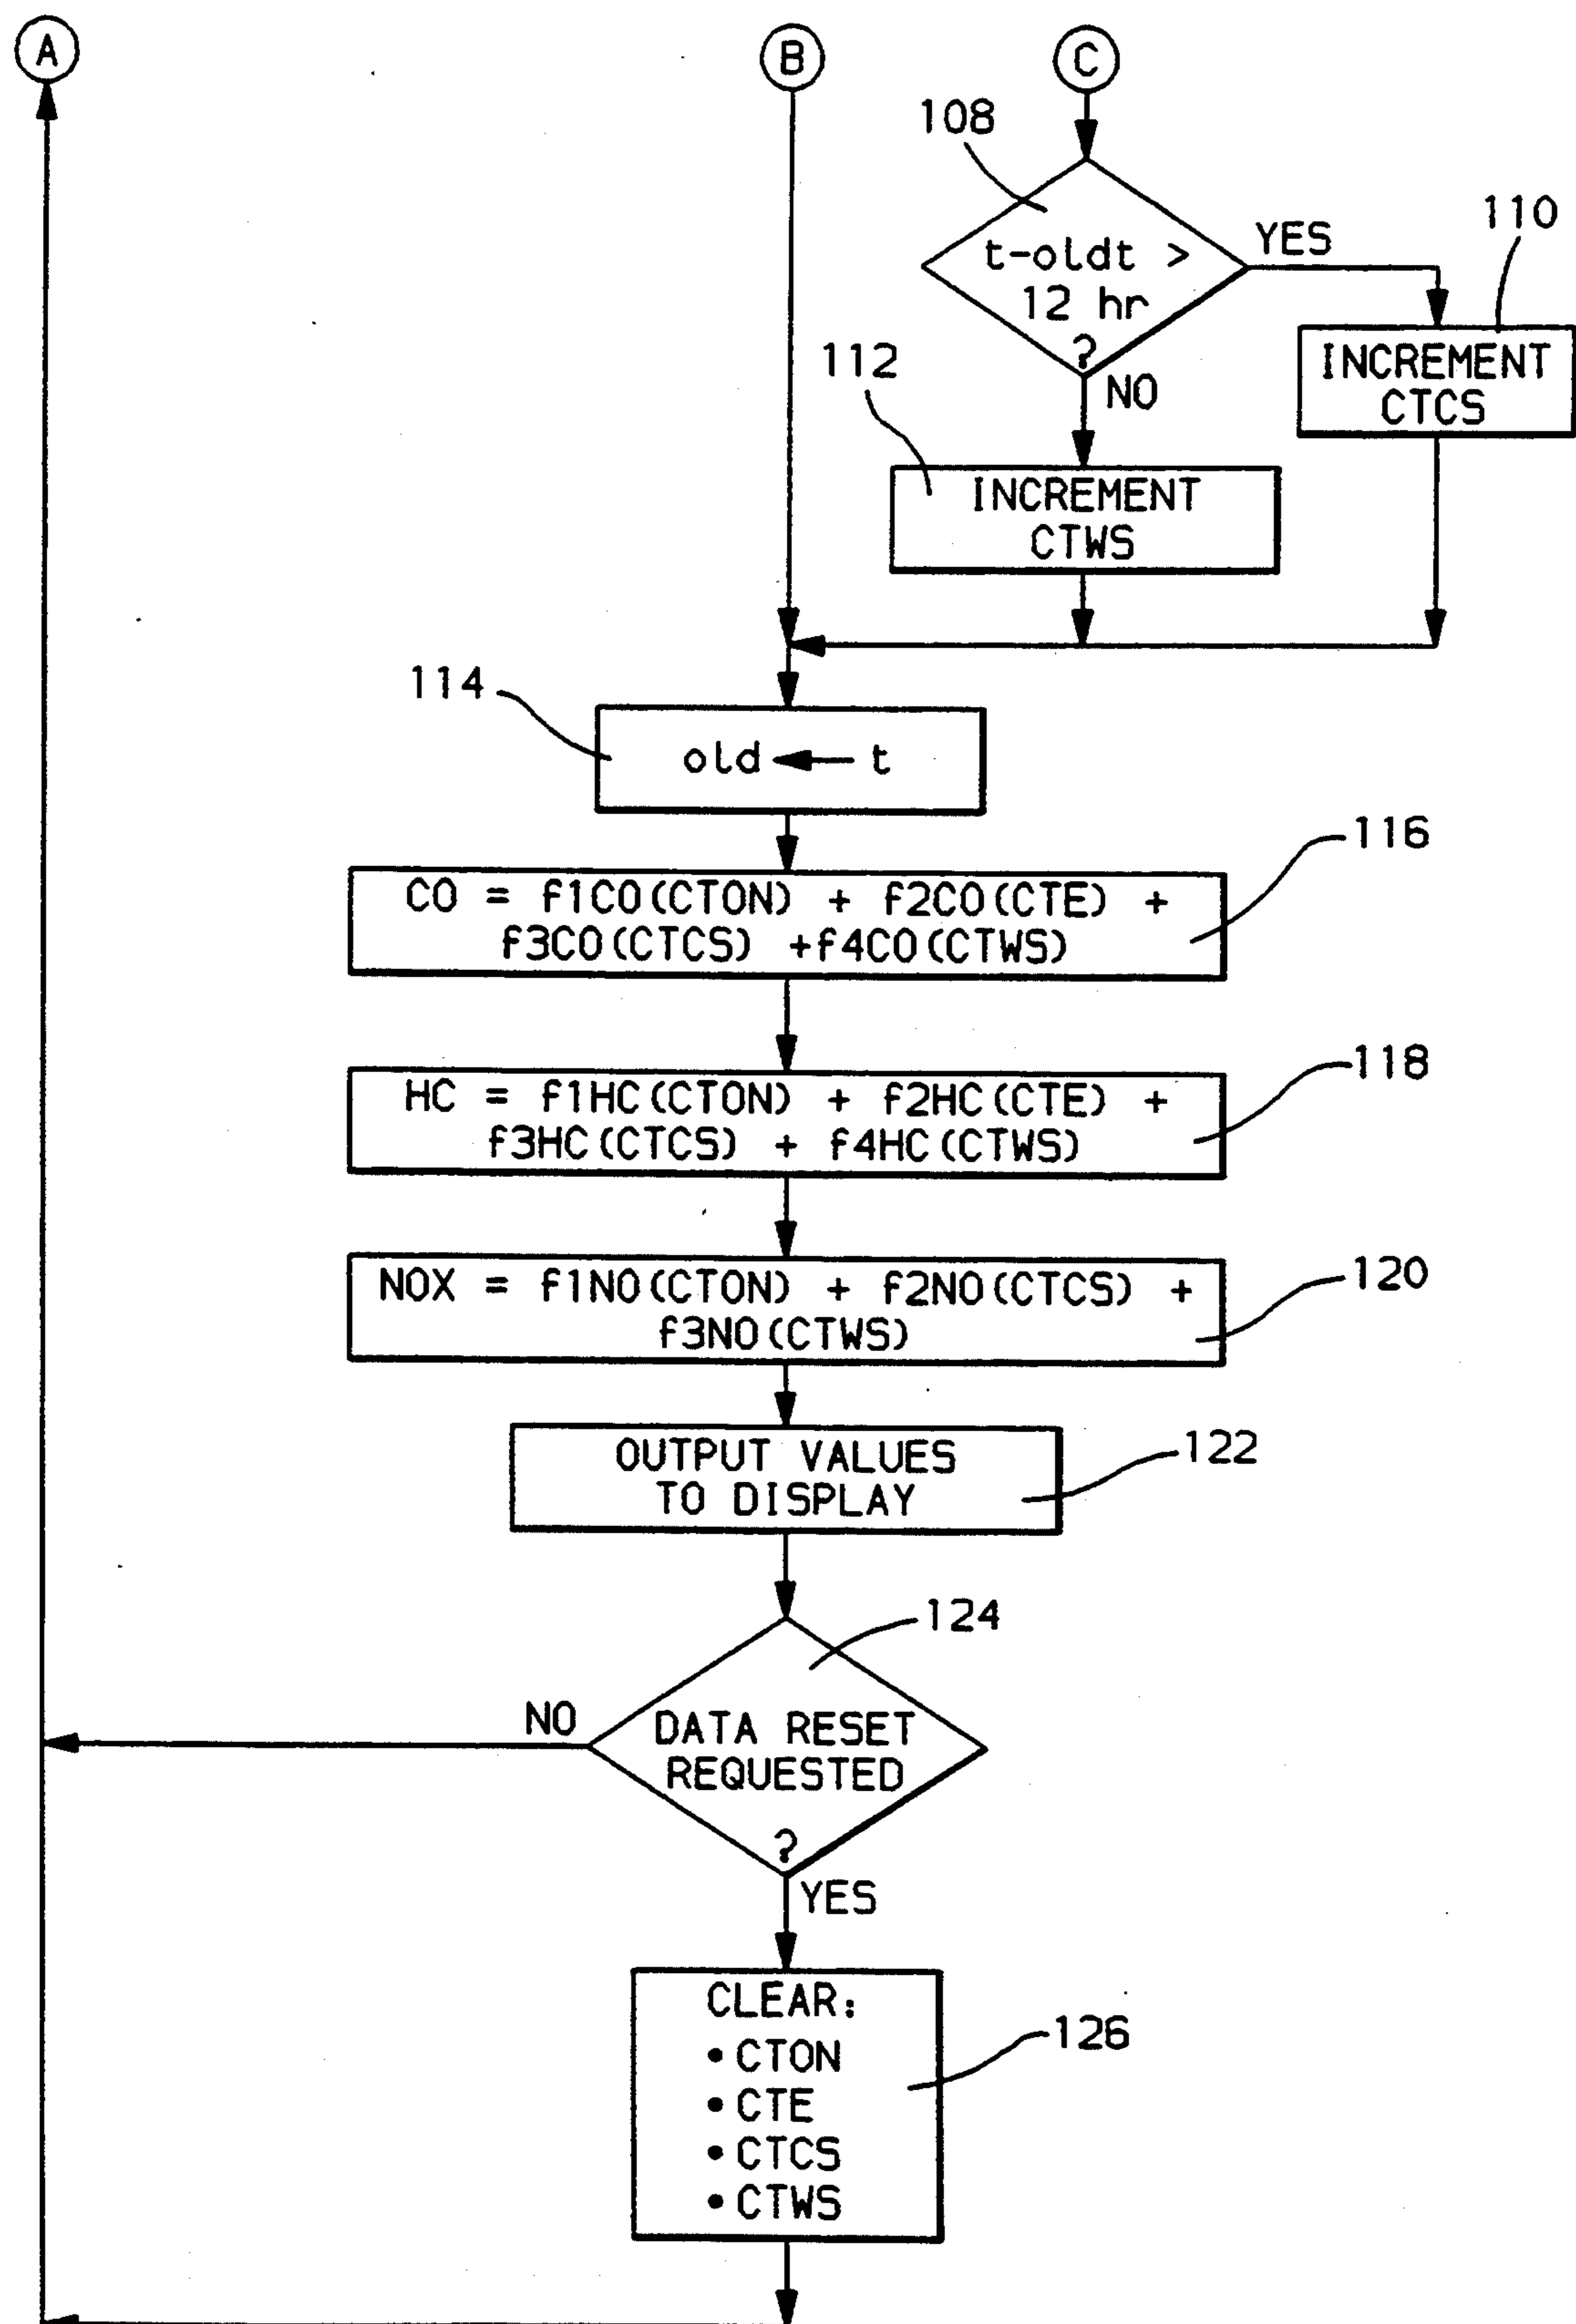 A
B
C
108
t-oldt >
12 hr
?
YES
110
INCREMENT
CTCS
NO
112
INCREMENT
CTWS
114
old ← t
116
CO = f1CO(CTON) + f2CO(CTE) +
f3CO(CTCS) +f4CO(CTWS)
118
HC = f1HC(CTON) + f2HC(CTE) +
f3HC(CTCS) + f4HC(CTWS)
120
NOX = f1NO(CTON) + f2NO(CTCS) +
f3NO(CTWS)
122
OUTPUT VALUES
TO DISPLAY
124
NO
DATA RESET
REQUESTED
?
YES
126
CLEAR:
•CTON
•CTE
•CTCS
•CTWS